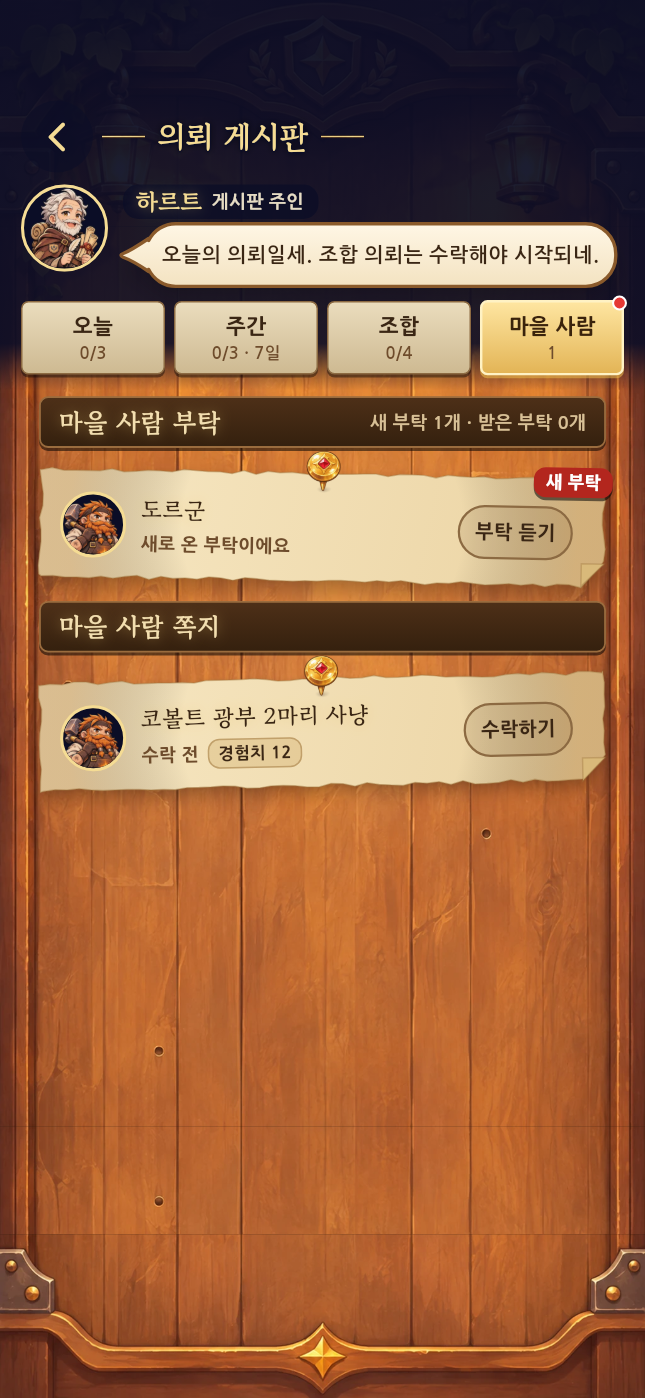 의뢰 게시판
하르트 게시판 주인
오늘의 의뢰일세. 조합 의뢰는 수락해야 시작되네.
오늘
0/3
주간
0/3 · 7일
조합
0/4
마을 사람
1
마을 사람 부탁
새 부탁 1개 · 받은 부탁 0개
새 부탁
도르군
새로 온 부탁이에요
부탁 듣기
마을 사람 쪽지
코볼트 광부 2마리 사냥
수락 전 경험치 12
수락하기